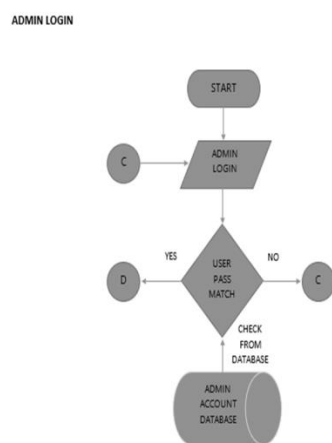 ADMIN LOGIN
START
C
ADMIN
LOGIN
YES
NO
D
USER
PASS
MATCH
C
CHECK
FROM
DATABASE
ADMIN
ACCOUNT
DATABASE